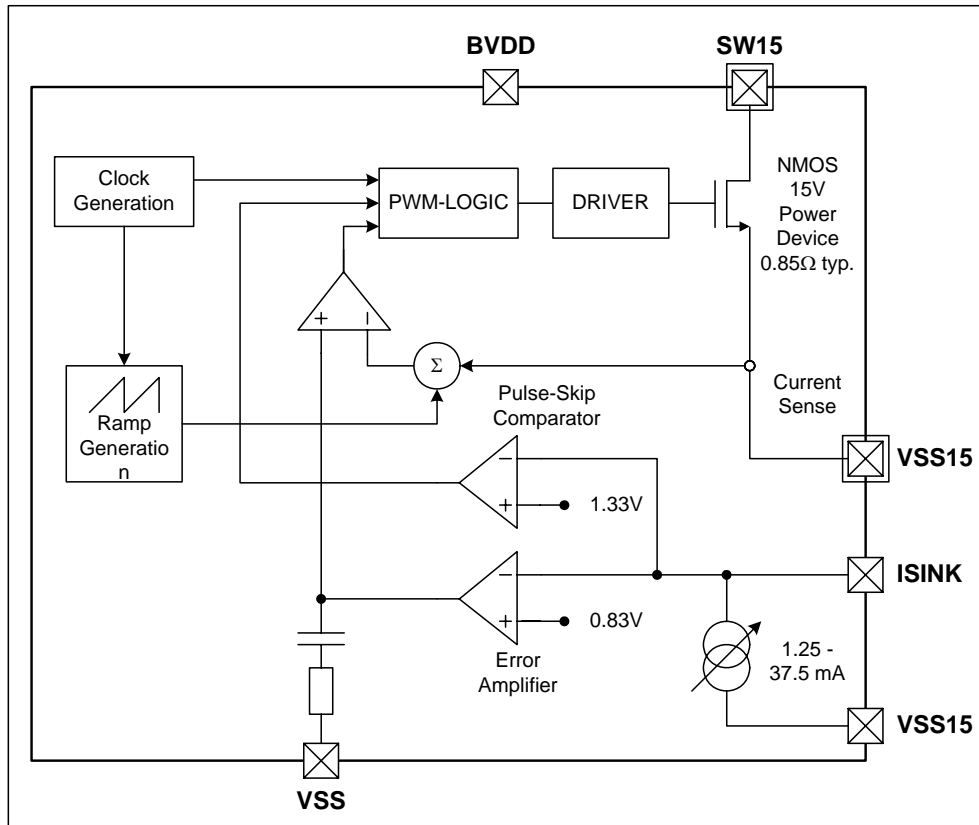 BVDD
SW15
Clock
Generation
PWM-LOGIC
DRIVER
NMOS
15V
Power
Device
0.85Ω typ.
+
−
Σ
Ramp
Generatio
n
Pulse-Skip
Comparator
Current
Sense
VSS15
−
+
1.33V
ISINK
−
+
0.83V
Error
Amplifier
1.25 -
37.5 mA
VSS15
VSS